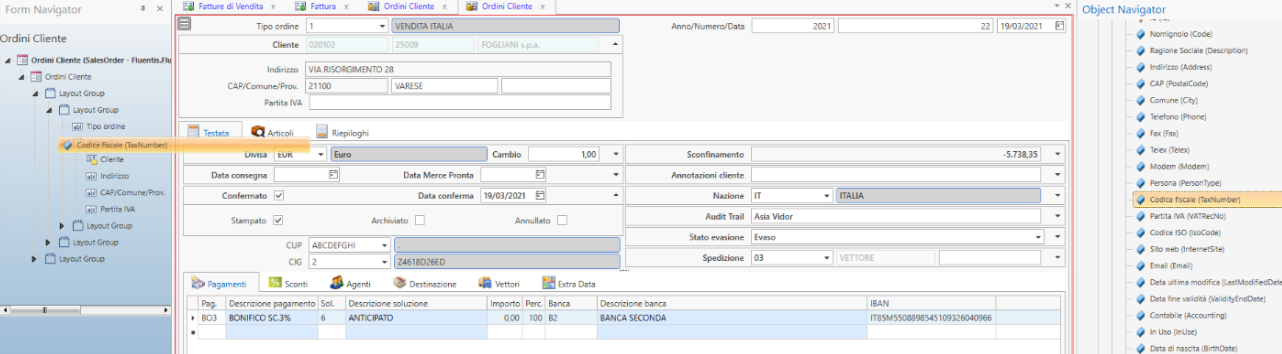 Form Navigator
Ordini Cliente
Ordini Cliente (SalesOrder - Fluentis.Flu
Ordini Cliente
Layout Group
Layout Group
Tipo ordine
Codice fiscale (TaxNumber)
Cliente
Indirizzo
CAP/Comune/Prov.
Partita IVA
Layout Group
Layout Group
Layout Group
Fatture di Vendita x Fattura x Ordini Cliente x Ordini Cliente x
Tipo ordine 1 VENDITA ITALIA Anno/Numero/Data 2021 22 19/03/2021
Cliente 020102 25009 FOGLIANI s.p.a.
Indirizzo VIA RISORGIMENTO 28
CAP/Comune/Prov. 21100 VARESE
Partita IVA
Testata Articoli Riepiloghi
Divisa EUR Euro Cambio 1,00 Sconfinamento -5.738,35
Data consegna Data Merce Pronta Annotazioni cliente
Confermato Data conferma 19/03/2021 Nazione IT ITALIA
Stampato Archiviato Annullato Audit Trail Asia Vidor
Stato evasione Evaso
CUP ABCDEFGHI . Spedizione 03 VETTORE
CIG 2 Z4618D26ED
Pagamenti Sconti Agenti Destinazione Vettori Extra Data
Pag. Descrizione pagamento Sol. Descrizione soluzione Importo Perc. Banca Descrizione banca IBAN
BO3 BONIFICO SC.3% 6 ANTICIPATO 0,00 100 B2 BANCA SECONDA IT85M5508898545109326040966
Object Navigator
Nomignolo (Code)
Ragione Sociale (Description)
Indirizzo (Address)
CAP (PostalCode)
Comune (City)
Telefono (Phone)
Fax (Fax)
Telex (Telex)
Modem (Modem)
Persona (PersonType)
Codice fiscale (TaxNumber)
Partita IVA (VATRecNo)
Codice ISO (IsoCode)
Sito web (InternetSite)
Email (Email)
Data ultima modifica (LastModifiedDate
Data fine validità (ValidityEndDate)
Contabile (Accounting)
In Uso (InUse)
Data di nascita (BirthDate)